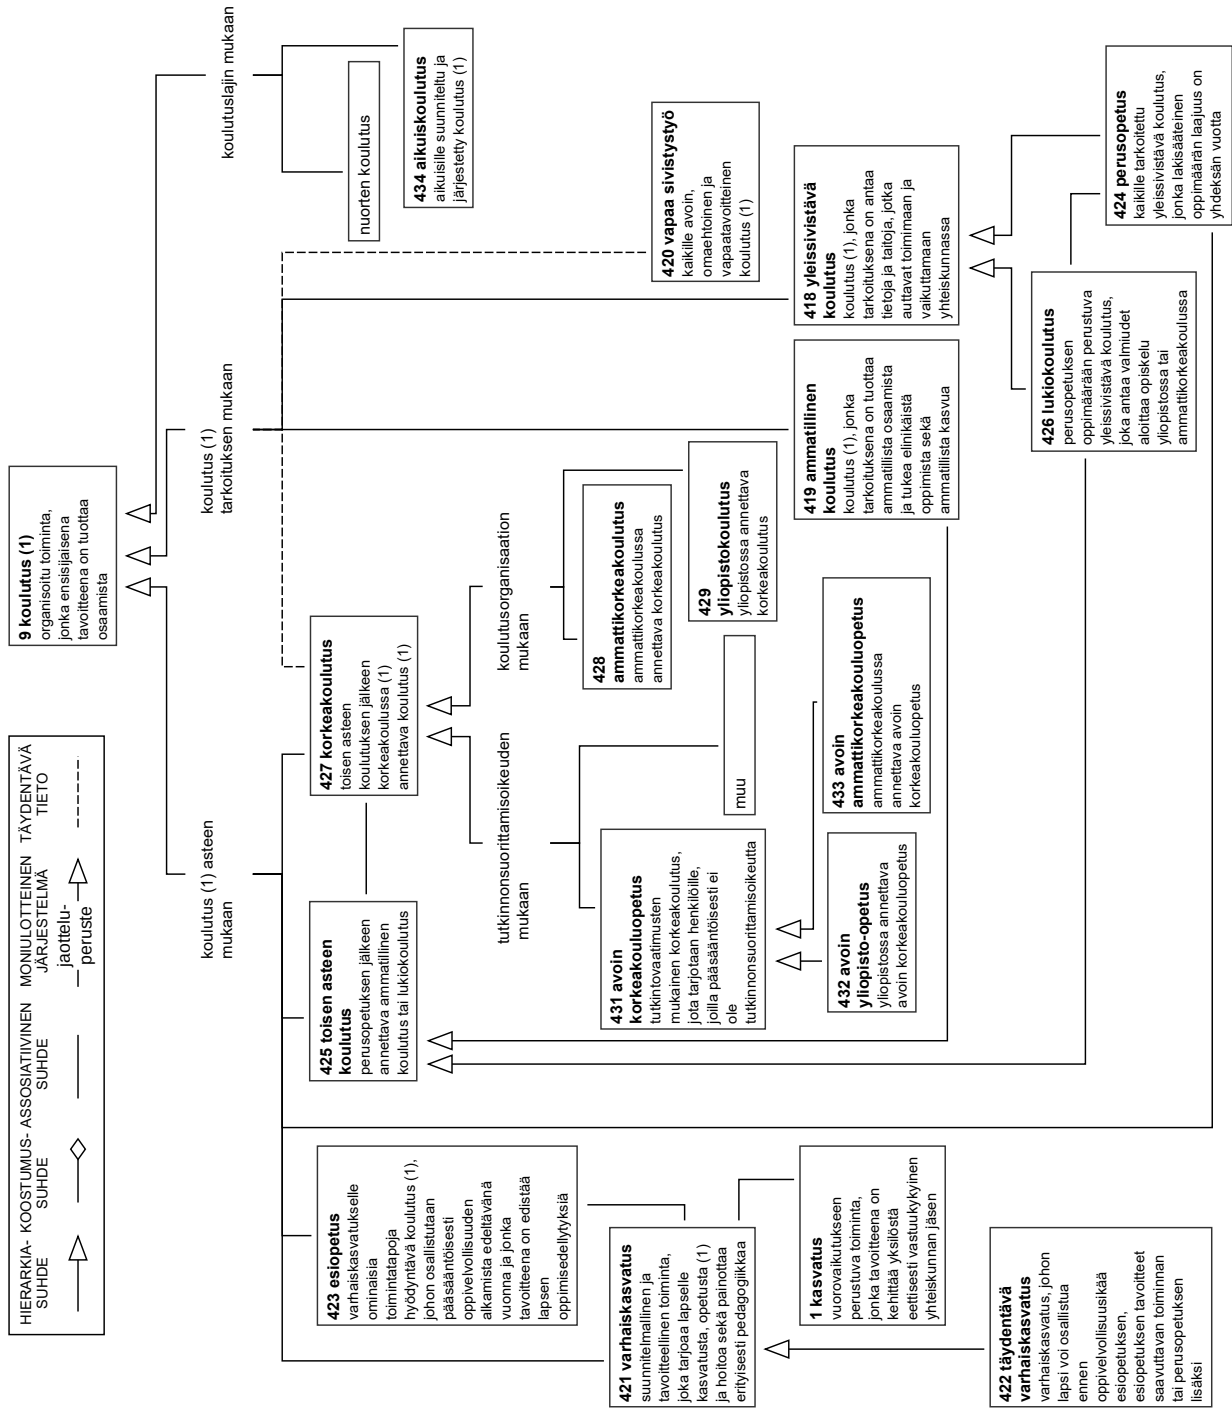 HIERARKIA- KOOSTUMUS- ASSOSIATIIVINEN MONIULOTTEINEN TÄYDENTÄVÄ
SUHDE SUHDE SUHDE JÄRJESTELMÄ TIETO
jaottelu-
peruste
9 koulutus (1)
organisoitu toiminta,
jonka ensisijaisena
tavoitteena on tuottaa
osaamista
koulutus (1) asteen
mukaan
koulutus (1)
tarkoituksen mukaan
koulutuslajin mukaan
nuorten koulutus
434 aikuiskoulutus
aikuisille suunniteltu ja
järjestetty koulutus (1)
423 esiopetus
varhaiskasvatukselle
ominaisia
toimintatapoja
hyödyntävä koulutus (1),
johon osallistutaan
pääsääntöisesti
oppivelvollisuuden
alkamista edeltävänä
vuonna ja jonka
tavoitteena on edistää
lapsen
oppimisedellytyksiä
425 toisen asteen
koulutus
perusopetuksen jälkeen
annettava ammatillinen
koulutus tai lukiokoulutus
427 korkeakoulutus
toisen asteen
koulutuksen jälkeen
korkeakoulussa (1)
annettava koulutus (1)
tutkinnonsuorittamisoikeuden
mukaan
koulutusorganisaation
mukaan
431 avoin
korkeakouluopetus
tutkintovaatimusten
mukainen korkeakoulutus,
jota tarjotaan henkilöille,
joilla pääsääntöisesti ei
ole
tutkinnonsuorittamisoikeutta
muu
428
ammattikorkeakoulutus
ammattikorkeakoulussa
annettava korkeakoulutus
429
yliopistokoulutus
yliopistossa annettava
korkeakoulutus
420 vapaa sivistystyö
kaikille avoin,
omaehtoinen ja
vapaatavoitteinen
koulutus (1)
421 varhaiskasvatus
suunnitelmallinen ja
tavoitteellinen toiminta,
joka tarjoaa lapselle
kasvatusta, opetusta (1)
ja hoitoa sekä painottaa
erityisesti pedagogiikkaa
1 kasvatus
vuorovaikutukseen
perustuva toiminta,
jonka tavoitteena on
kehittää yksilöstä
eettisesti vastuukykyinen
yhteiskunnan jäsen
432 avoin
yliopisto-opetus
yliopistossa annettava
avoin korkeakouluopetus
433 avoin
ammattikorkeakouluopetus
ammattikorkeakoulussa
annettava avoin
korkeakouluopetus
419 ammatillinen
koulutus
koulutus (1), jonka
tarkoituksena on tuottaa
ammatillista osaamista
ja tukea elinikäistä
oppimista sekä
ammatillista kasvua
418 yleissivistävä
koulutus
koulutus (1), jonka
tarkoituksena on antaa
tietoja ja taitoja, jotka
auttavat toimimaan ja
vaikuttamaan
yhteiskunnassa
422 täydentävä
varhaiskasvatus
varhaiskasvatus, johon
lapsi voi osallistua
ennen
oppivelvollisuusikää
esiopetuksen,
esiopetuksen tavoitteet
saavuttavan toiminnan
tai perusopetuksen
lisäksi
426 lukiokoulutus
perusopetuksen
oppimäärään perustuva
yleissivistävä koulutus,
joka antaa valmiudet
aloittaa opiskelu
yliopistossa tai
ammattikorkeakoulussa
424 perusopetus
kaikille tarkoitettu
yleissivistävä koulutus,
jonka lakisääteinen
oppimäärän laajuus on
yhdeksän vuotta